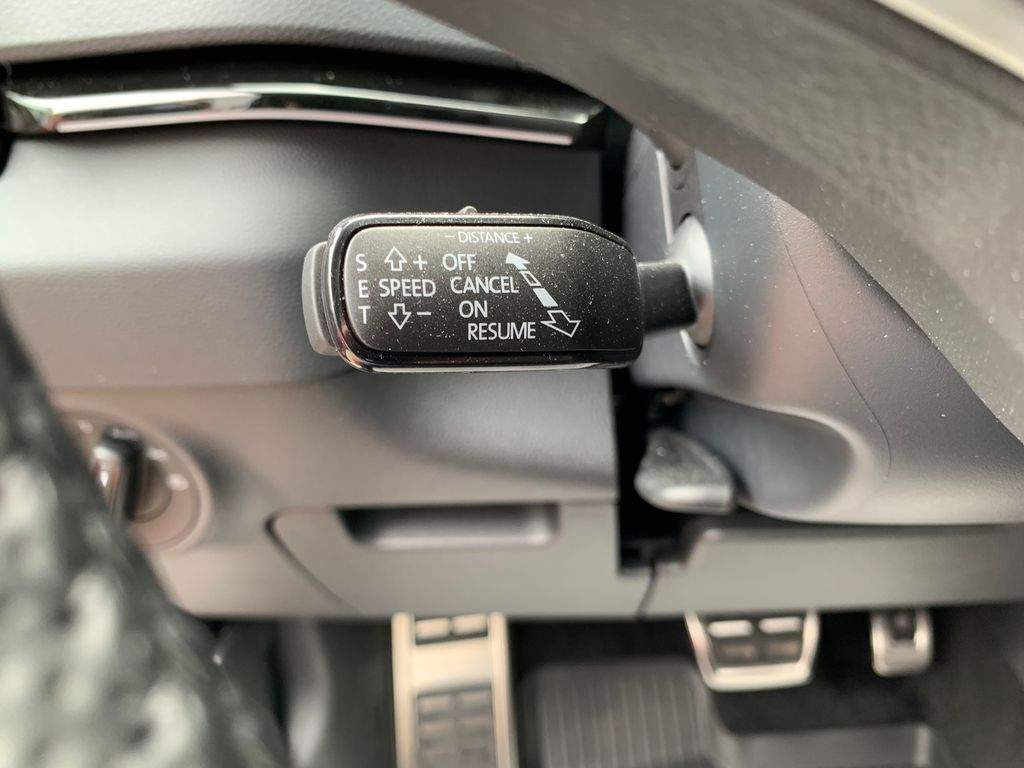 − DISTANCE +
S + OFF
E SPEED CANCEL
T − ON
RESUME